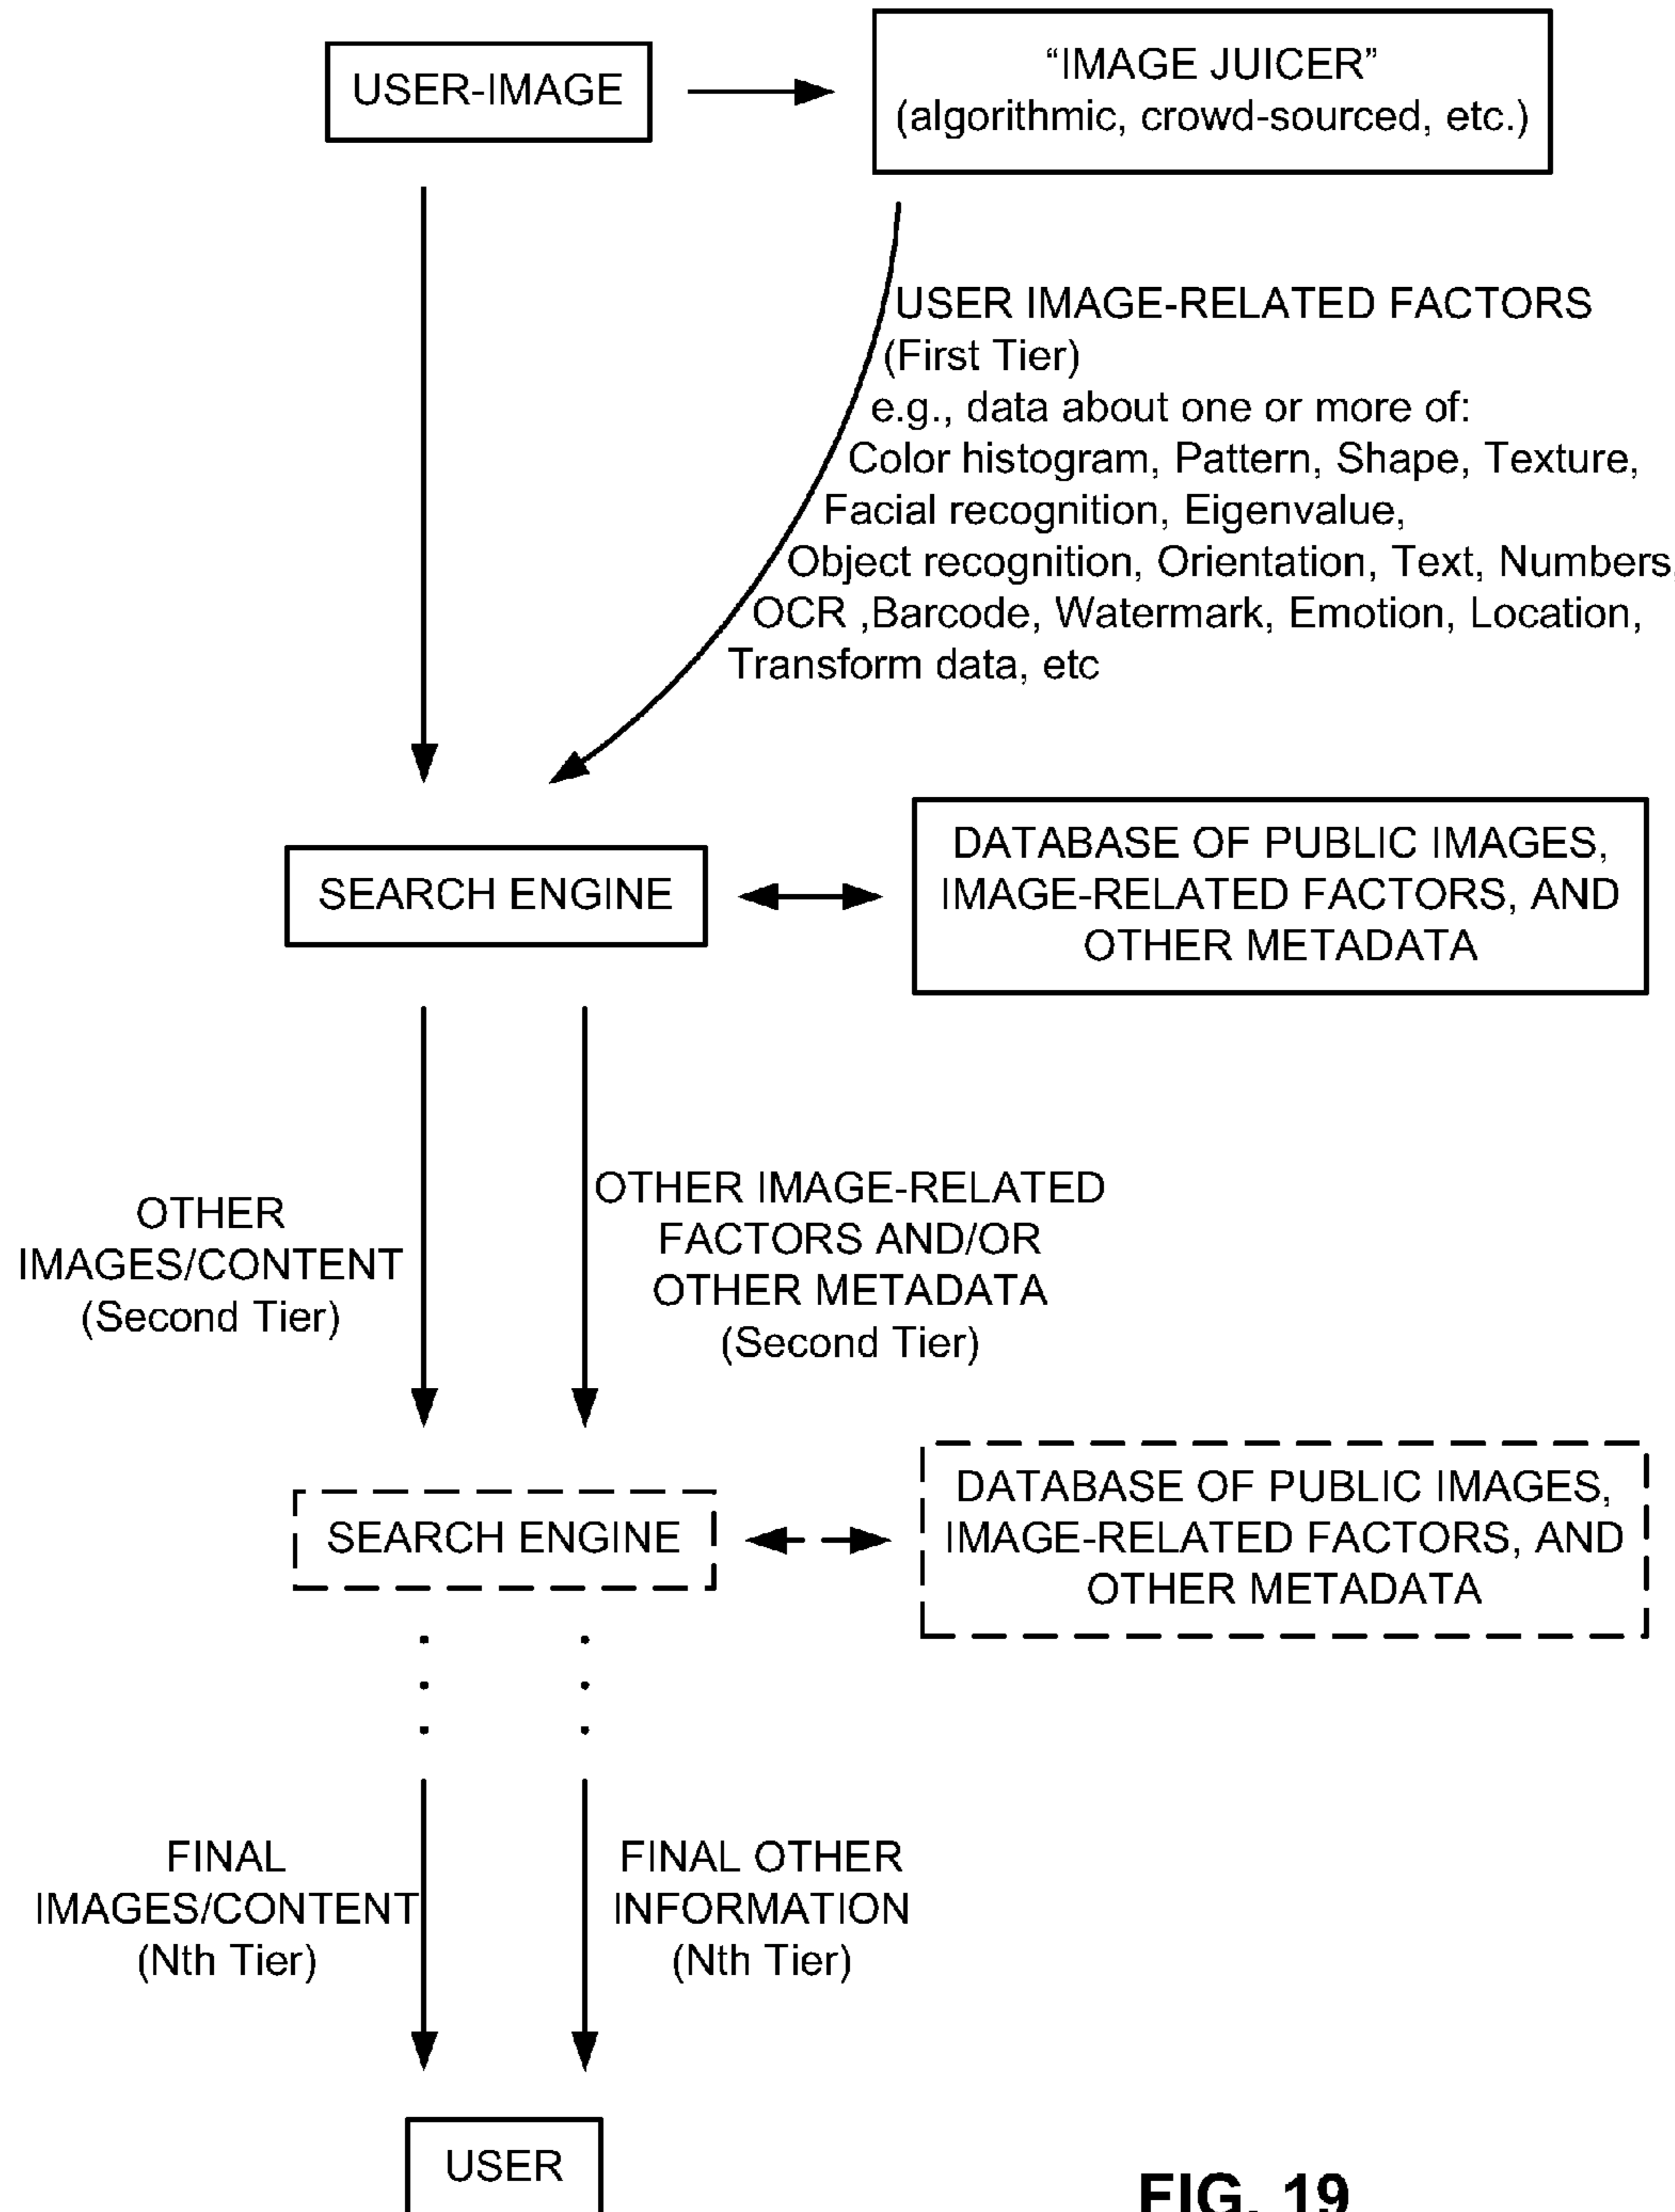 USER-IMAGE
“IMAGE JUICER”
(algorithmic, crowd-sourced, etc.)
USER IMAGE-RELATED FACTORS
(First Tier)
e.g., data about one or more of:
Color histogram, Pattern, Shape, Texture,
Facial recognition, Eigenvalue,
Object recognition, Orientation, Text, Numbers,
OCR ,Barcode, Watermark, Emotion, Location,
Transform data, etc
SEARCH ENGINE
DATABASE OF PUBLIC IMAGES,
IMAGE-RELATED FACTORS, AND
OTHER METADATA
OTHER
IMAGES/CONTENT
(Second Tier)
OTHER IMAGE-RELATED
FACTORS AND/OR
OTHER METADATA
(Second Tier)
SEARCH ENGINE
DATABASE OF PUBLIC IMAGES,
IMAGE-RELATED FACTORS, AND
OTHER METADATA
FINAL
IMAGES/CONTENT
(Nth Tier)
FINAL OTHER
INFORMATION
(Nth Tier)
USER
FIG. 19